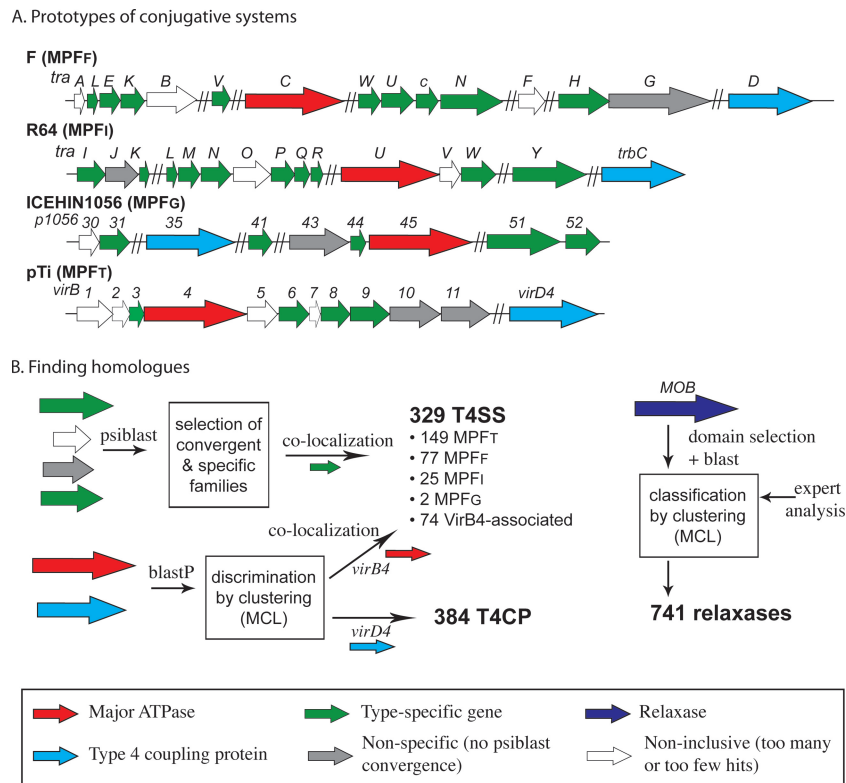 A. Prototypes of conjugative systems
F (MPFF)
tra A L E K B V C W U c N F H G D
R64 (MPFI)
tra I J K L M N O P Q R U V W Y trbC
ICEHIN1056 (MPFG)
p1056 30 31 35 41 43 44 45 51 52
pTi (MPFT)
virB 1 2 3 4 5 6 7 8 9 10 11 virD4
B. Finding homologues
psiblast
selection of
convergent
& specific
families
co-localization
329 T4SS
• 149 MPFT
• 77 MPFF
• 25 MPFI
• 2 MPFG
• 74 VirB4-associated
blastP
discrimination
by clustering
(MCL)
co-localization
virB4
virD4
384 T4CP
MOB
domain selection
+ blast
classification
by clustering
(MCL)
expert
analysis
741 relaxases
Major ATPase
Type-specific gene
Relaxase
Type 4 coupling protein
Non-specific (no psiblast
convergence)
Non-inclusive (too many
or too few hits)